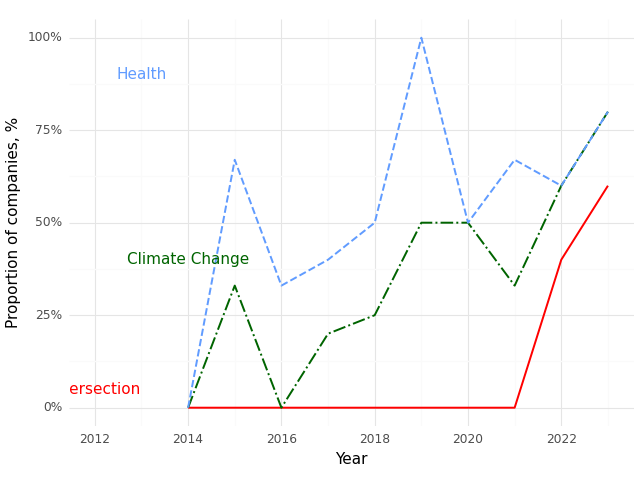 100%
Health
75%
50%
Climate Change
25%
ersection
0%
2012 2014 2016 2018 2020 2022
Year
Proportion of companies, %